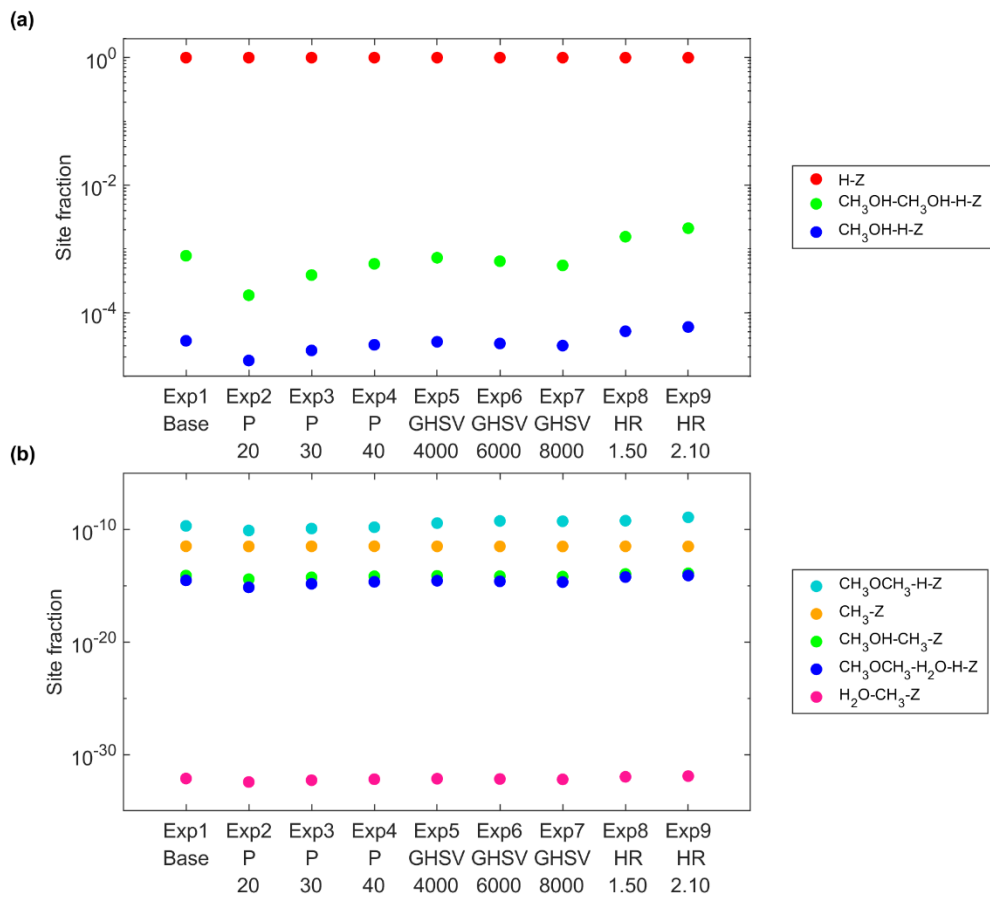 (a)
10^0
10^-2
10^-4
Site fraction
Exp1 Exp2 Exp3 Exp4 Exp5 Exp6 Exp7 Exp8 Exp9
Base P P P GHSV GHSV GHSV HR HR
20 30 40 4000 6000 8000 1.50 2.10
H-Z
CH3OH-CH3OH-H-Z
CH3OH-H-Z
(b)
10^-10
10^-20
10^-30
Site fraction
Exp1 Exp2 Exp3 Exp4 Exp5 Exp6 Exp7 Exp8 Exp9
Base P P P GHSV GHSV GHSV HR HR
20 30 40 4000 6000 8000 1.50 2.10
CH3OCH3-H-Z
CH3-Z
CH3OH-CH3-Z
CH3OCH3-H2O-H-Z
H2O-CH3-Z